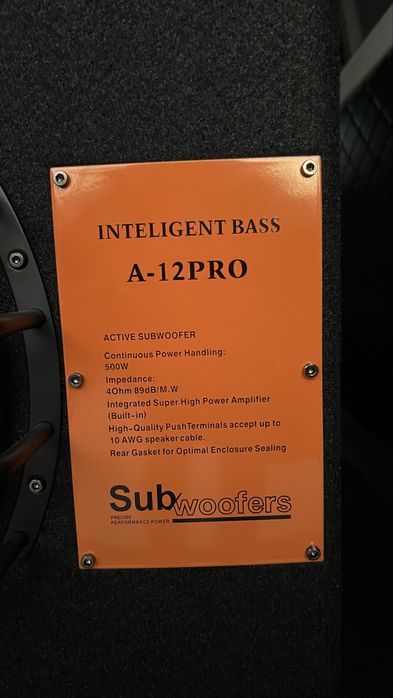 INTELIGENT BASS
A-12PRO
ACTIVE SUBWOOFER
Continuous Power Handling:
500W
Impedance:
4Ohm 89dB/M.W
Integrated Super High Power Amplifier
(Built-in)
High-Quality PushTerminals accept up to
10 AWG speaker cable.
Rear Gasket for Optimal Enclosure Sealing
Subwoofers
PRECISE
PERFORMANCE POWER